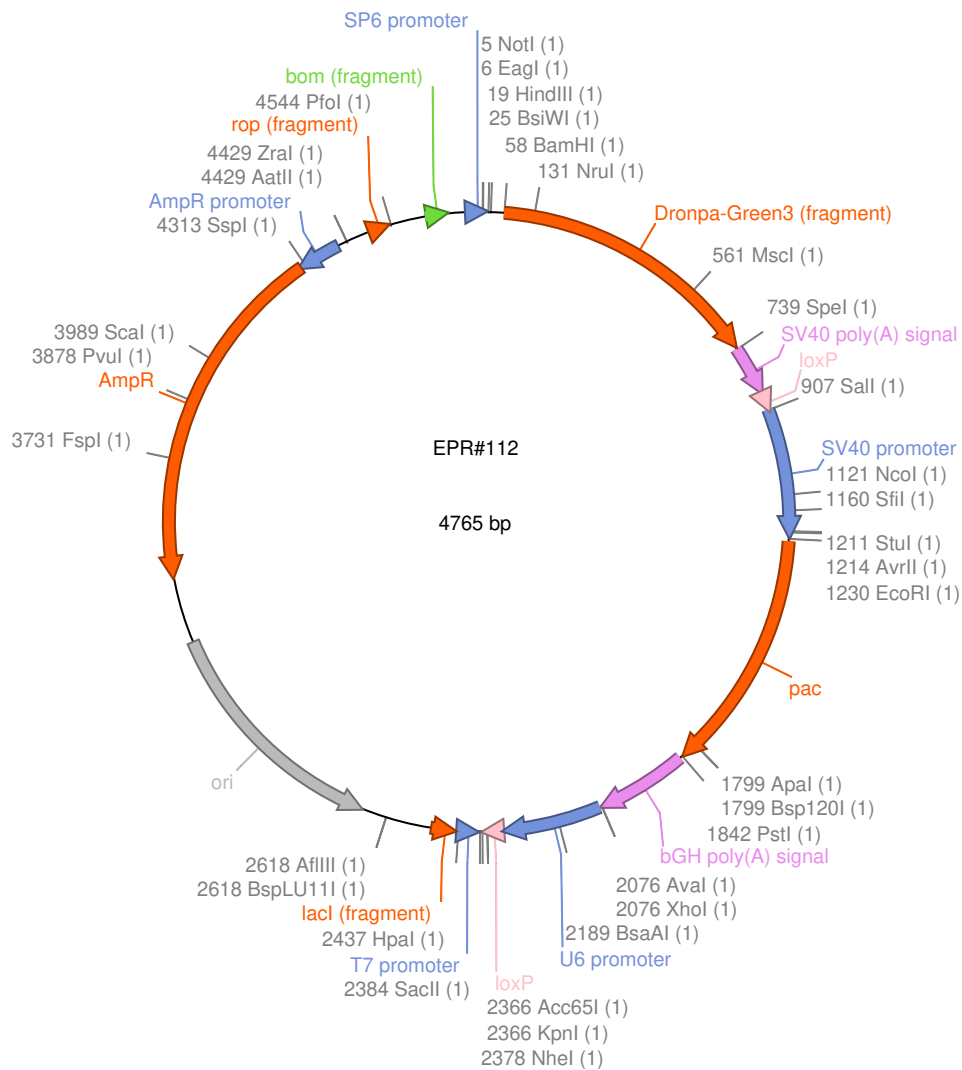 SP6 promoter
5 NotI (1)
6 EagI (1)
19 HindIII (1)
25 BsiWI (1)
58 BamHI (1)
131 NruI (1)
Dronpa-Green3 (fragment)
561 MscI (1)
739 SpeI (1)
SV40 poly(A) signal
loxP
907 SalI (1)
SV40 promoter
1121 NcoI (1)
1160 SfiI (1)
1211 StuI (1)
1214 AvrII (1)
1230 EcoRI (1)
pac
1799 ApaI (1)
1799 Bsp120I (1)
1842 PstI (1)
bGH poly(A) signal
2076 AvaI (1)
2076 XhoI (1)
2189 BsaAI (1)
U6 promoter
loxP
2366 Acc65I (1)
2366 KpnI (1)
2378 NheI (1)
2384 SacII (1)
T7 promoter
2437 HpaI (1)
lacI (fragment)
2618 BspLU11I (1)
2618 AflIII (1)
ori
3731 FspI (1)
AmpR
3878 PvuI (1)
3989 ScaI (1)
4313 SspI (1)
AmpR promoter
4429 AatII (1)
4429 ZraI (1)
rop (fragment)
4544 PfoI (1)
bom (fragment)
EPR#112
4765 bp